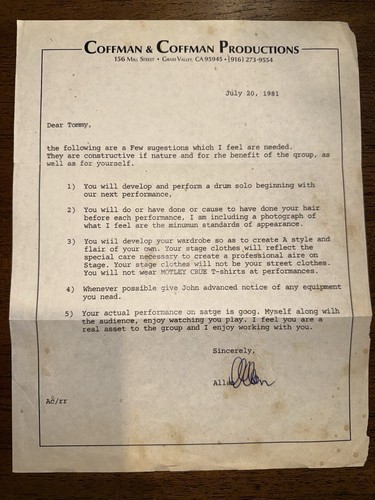 COFFMAN & COFFMAN PRODUCTIONS
156 MILL STREET • GRASS VALLEY, CA 95945 • (916) 273-9554
July 20, 1981
Dear Tommy,
the following are a Few sugestions which I feel are needed.
They are constructive if nature and for rhe benefit of the qroup, as
well as for yourself.
1) You will develop and perform a drum solo beginning with
our next performance,
2) You will do or have done or cause to have done your hair
before each performance, I am including a photograph of
what I feel are the minumun standards of appearance.
3) You wiil develop your wardrobe so as to create A style and
flair of your own. Your stage clothes will reflect the
special care necessary to create a professional aire on
Stage. Your stage clothes will not be your street clothes.
You will not wear MOTLEY CRUE T-shirts at performances.
4) Whenever possible give John advanced notice of any equipment
you nead.
5) Your actual performance on satge is goog. Myself along wilh
the audience, enjoy watching you play. I feel you are a
real asset to the group and I enjoy working with you.
Sincerely,
Ac/rr